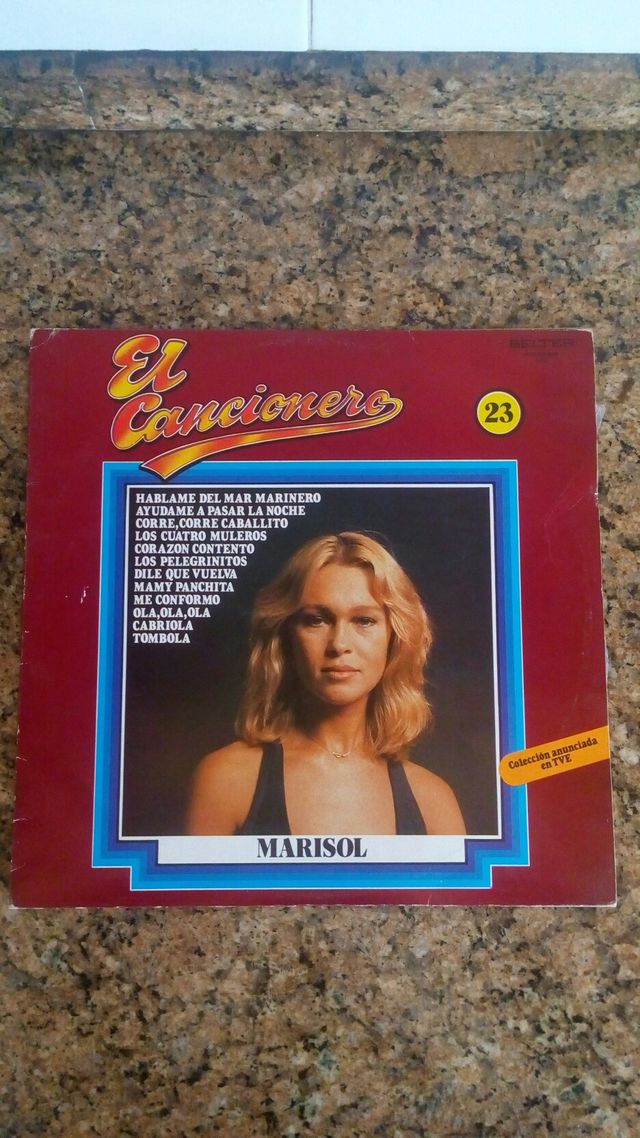 El
Cancionero
BELTER
23
HABLAME DEL MAR MARINERO
AYUDAME A PASAR LA NOCHE
CORRE, CORRE CABALLITO
LOS CUATRO MULEROS
CORAZON CONTENTO
LOS PELEGRINITOS
DILE QUE VUELVA
MAMY PANCHITA
ME CONFORMO
OLA, OLA, OLA
CABRIOLA
TOMBOLA
Colección anunciada
en TVE
MARISOL